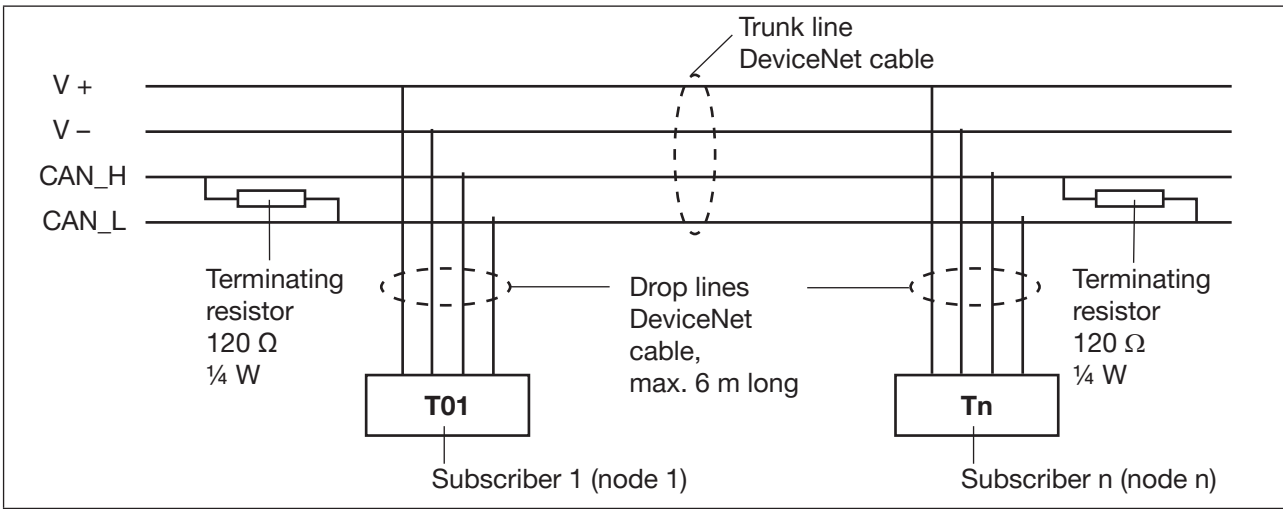 Trunk line
DeviceNet cable
V +
V –
CAN_H
CAN_L
Terminating
resistor
120 Ω
¼ W
Drop lines
DeviceNet
cable,
max. 6 m long
Terminating
resistor
120 Ω
¼ W
T01
Tn
Subscriber 1 (node 1)
Subscriber n (node n)